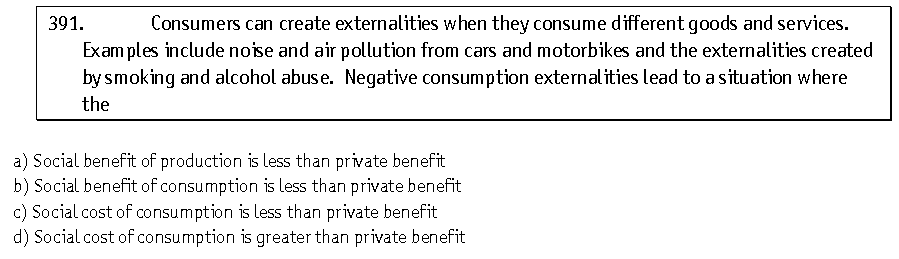 391. Consumers can create externalities when they consume different goods and services.
Examples include noise and air pollution from cars and motorbikes and the externalities created
by smoking and alcohol abuse. Negative consumption externalities lead to a situation where
the
a) Social benefit of production is less than private benefit
b) Social benefit of consumption is less than private benefit
c) Social cost of consumption is less than private benefit
d) Social cost of consumption is greater than private benefit